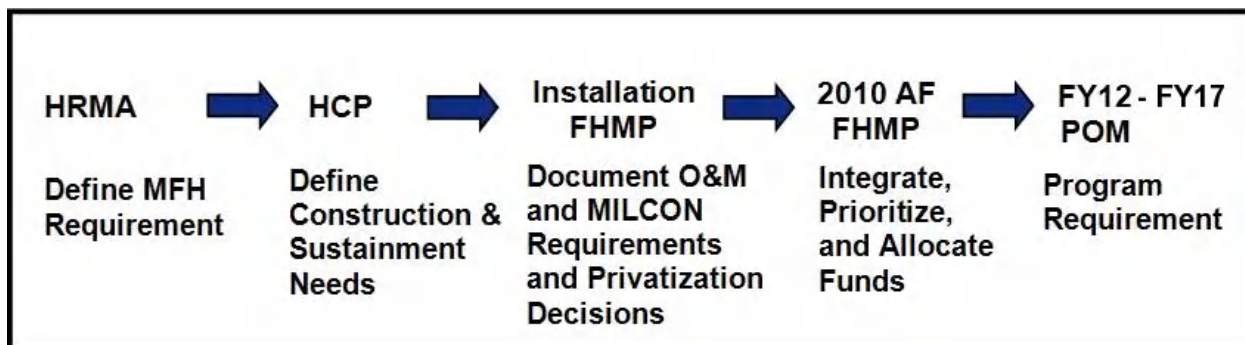 HRMA
Define MFH
Requirement
HCP
Define
Construction &
Sustainment
Needs
Installation
FHMP
Document O&M
and MILCON
Requirements
and Privatization
Decisions
2010 AF
FHMP
Integrate,
Prioritize,
and Allocate
Funds
FY12 - FY17
POM
Program
Requirement